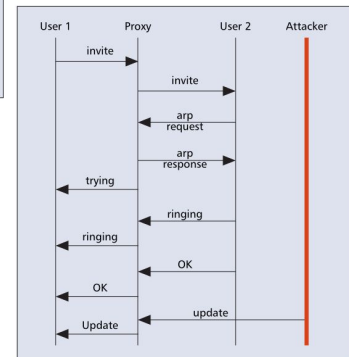 User 1 Proxy User 2 Attacker
invite
invite
arp
request
arp
response
trying
ringing
ringing
OK
OK
update
Update